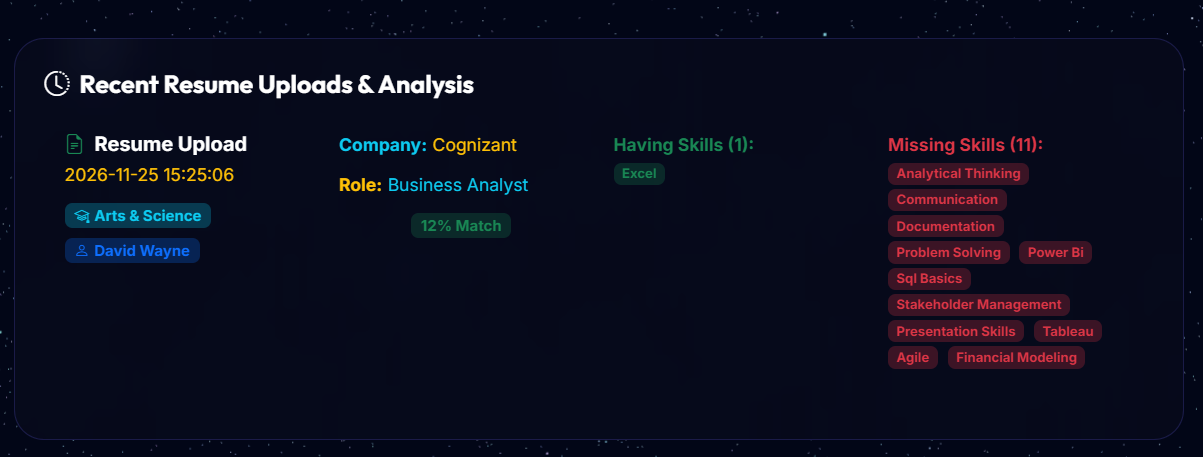 Recent Resume Uploads & Analysis
Resume Upload
2026-11-25 15:25:06
Arts & Science
David Wayne
Company: Cognizant
Role: Business Analyst
12% Match
Having Skills (1):
Excel
Missing Skills (11):
Analytical Thinking
Communication
Documentation
Problem Solving Power Bi
Sql Basics
Stakeholder Management
Presentation Skills Tableau
Agile Financial Modeling